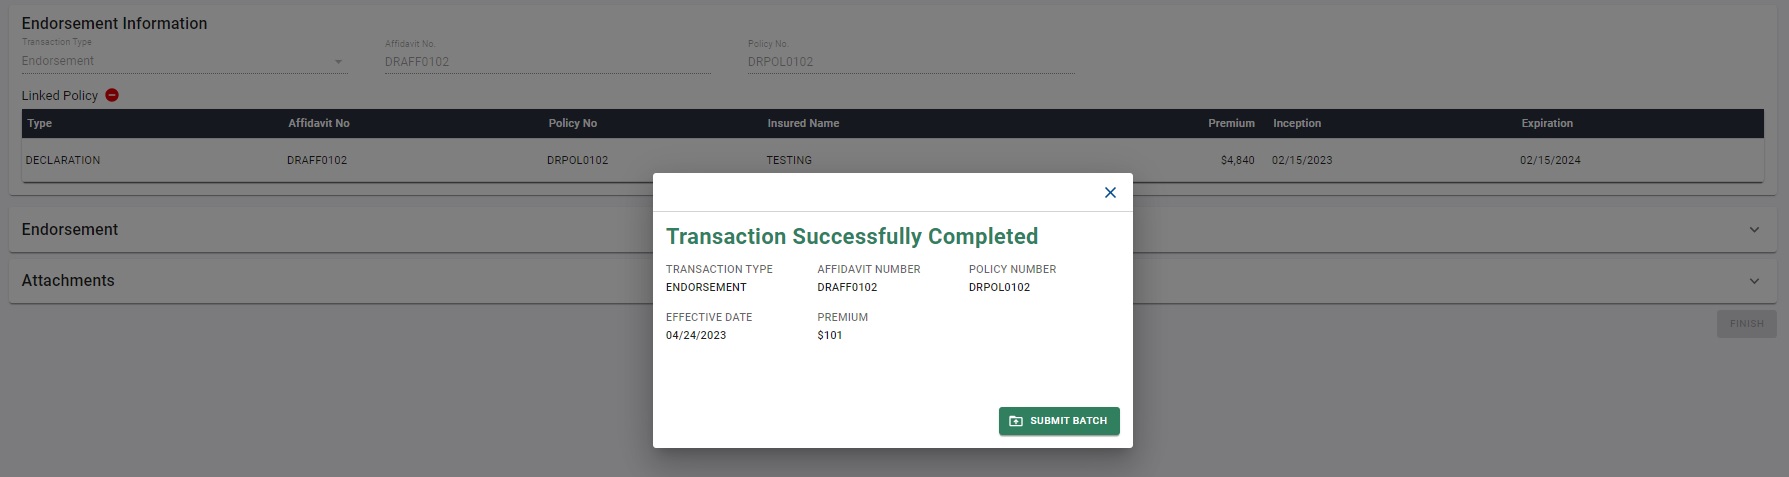 Endorsement Information
Transaction Type Affidavit No. Policy No.
Endorsement DRAFF0102 DRPOL0102
Linked Policy
Type Affidavit No Policy No Insured Name Premium Inception Expiration
DECLARATION DRAFF0102 DRPOL0102 TESTING $4,840 02/15/2023 02/15/2024
Endorsement
Attachments
FINISH
Transaction Successfully Completed
TRANSACTION TYPE AFFIDAVIT NUMBER POLICY NUMBER
ENDORSEMENT DRAFF0102 DRPOL0102
EFFECTIVE DATE PREMIUM
04/24/2023 $101
SUBMIT BATCH